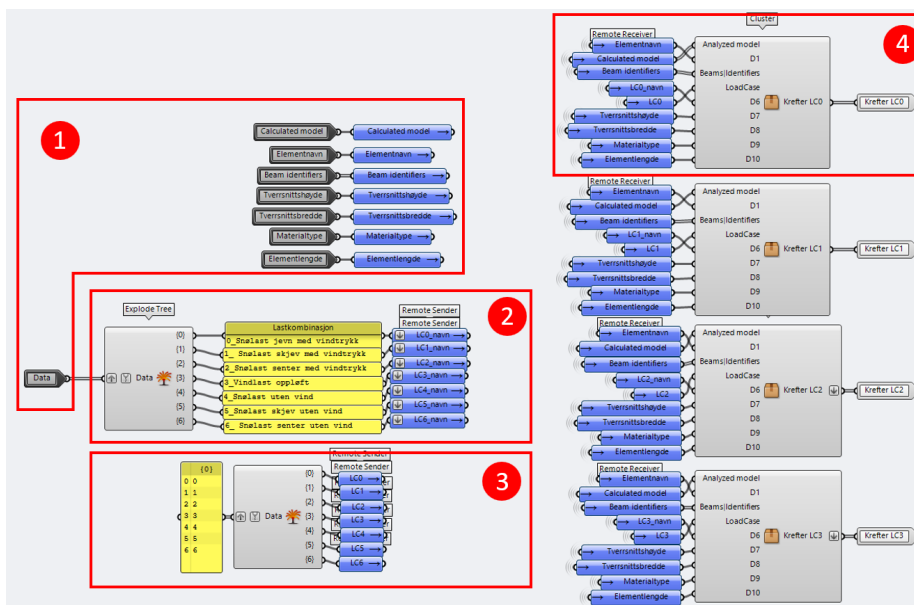 1
Calculated model
Calculated model
Elementnavn
Elementnavn
Beam identifiers
Beam identifiers
Tverrsnittshøyde
Tverrsnittshøyde
Tverrsnittsbredde
Tverrsnittsbredde
Materialtype
Materialtype
Elementlengde
Elementlengde
Data
2
Explode Tree
Data
{0}
{1}
{2}
{3}
{4}
{5}
{6}
Lastkombinasjon
0_Snølast jevn med vindtrykk
1_ Snølast skjev med vindtrykk
2_Snølast senter med vindtrykk
3_Vindlast oppløft
4_Snølast uten vind
5_Snølast skjev uten vind
6_ Snølast senter uten vind
Remote Sender
Remote Sender
LC0_navn
LC1_navn
LC2_navn
LC3_navn
LC4_navn
LC5_navn
LC6_navn
3
{0}
0 0
1 1
2 2
3 3
4 4
5 5
6 6
Data
{0}
{1}
{2}
{3}
{4}
{5}
{6}
Remote Sender
Remote Sender
LC0
LC1
LC2
LC3
LC4
LC5
LC6
4
Cluster
Remote Receiver
Elementnavn
Calculated model
Beam identifiers
LC0_navn
LC0
Tverrsnittshøyde
Tverrsnittsbredde
Materialtype
Elementlengde
Analyzed model
D1
Beams|Identifiers
LoadCase
D6
D7
D8
D9
D10
Krefter LC0
Krefter LC0
Remote Receiver
Elementnavn
Calculated model
Beam identifiers
LC1_navn
LC1
Tverrsnittshøyde
Tverrsnittsbredde
Materialtype
Elementlengde
Analyzed model
D1
Beams|Identifiers
LoadCase
D6
D7
D8
D9
D10
Krefter LC1
Krefter LC1
Remote Receiver
Elementnavn
Calculated model
Beam identifiers
LC2_navn
LC2
Tverrsnittshøyde
Tverrsnittsbredde
Materialtype
Elementlengde
Analyzed model
D1
Beams|Identifiers
LoadCase
D6
D7
D8
D9
D10
Krefter LC2
Krefter LC2
Remote Receiver
Elementnavn
Calculated model
Beam identifiers
LC3_navn
LC3
Tverrsnittshøyde
Tverrsnittsbredde
Materialtype
Elementlengde
Analyzed model
D1
Beams|Identifiers
LoadCase
D6
D7
D8
D9
D10
Krefter LC3
Krefter LC3